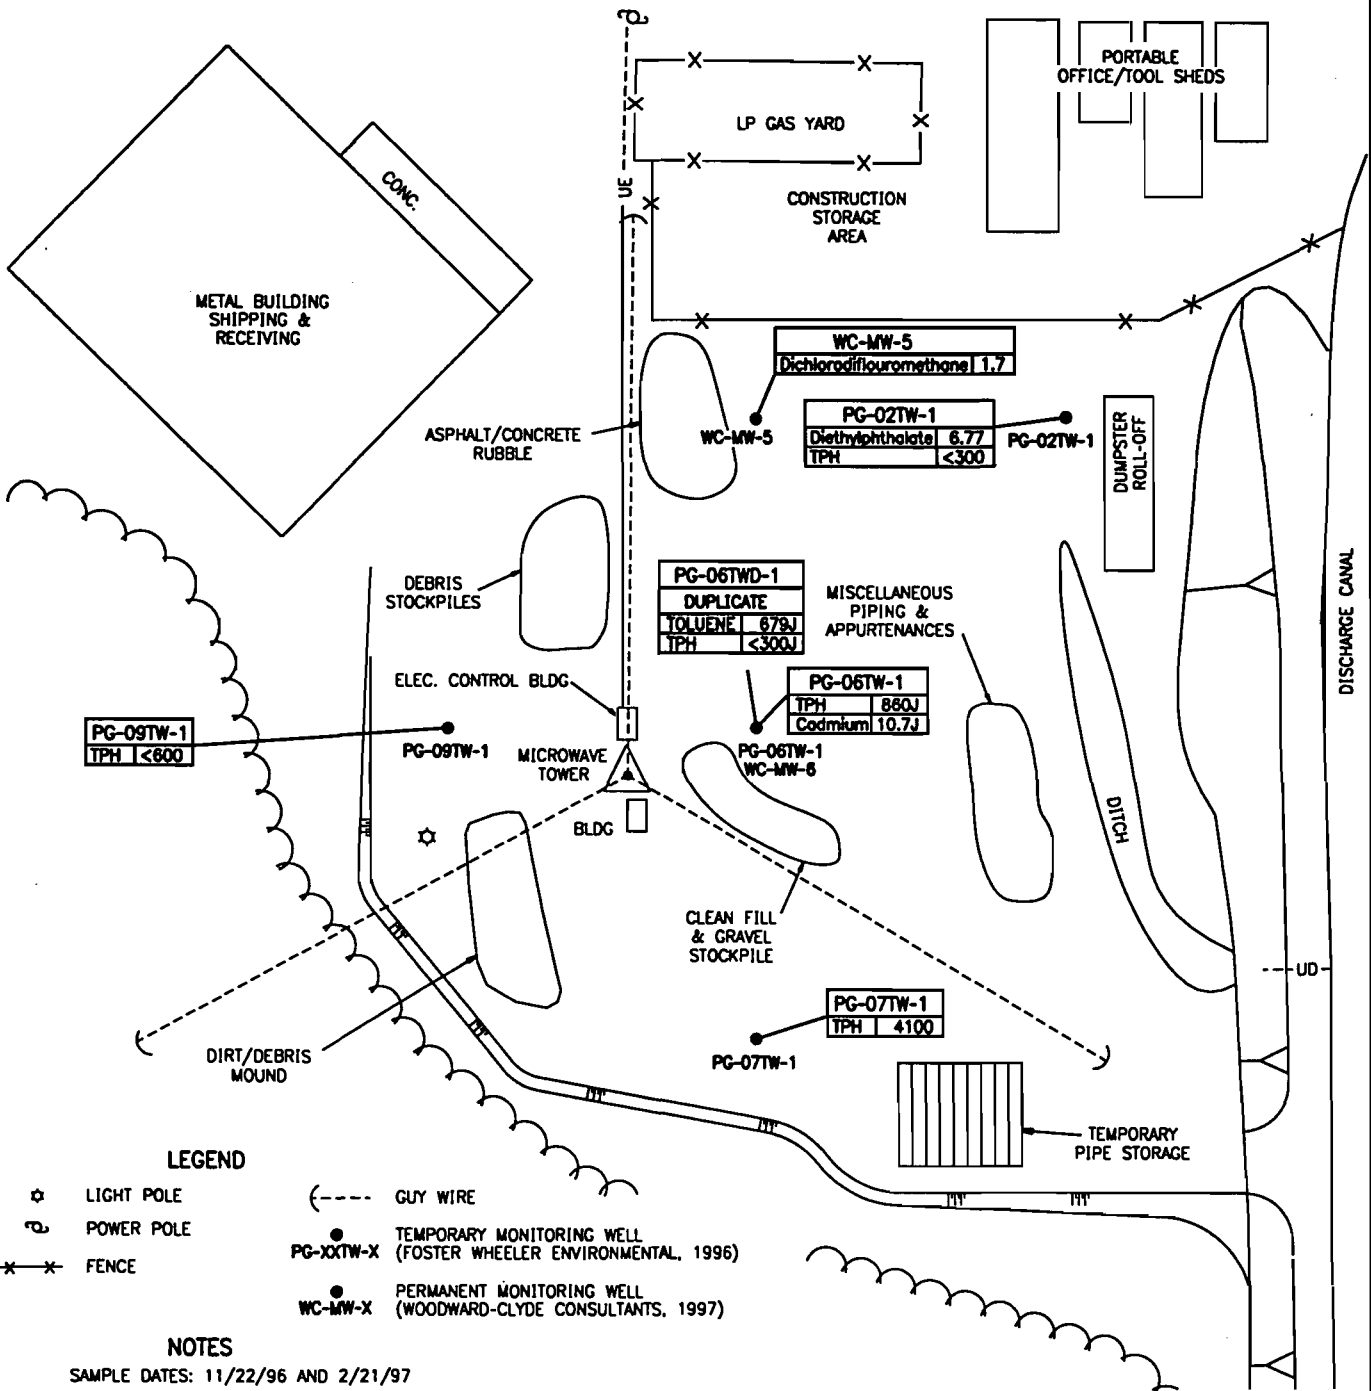 PORTABLE
OFFICE/TOOL SHEDS
LP GAS YARD
CONC.
UE
CONSTRUCTION
STORAGE
AREA
METAL BUILDING
SHIPPING &
RECEIVING
WC-MW-5
Dichlorodiflouromethane 1.7
PG-02TW-1
Diethylphthalate 6.77
TPH <300
WC-MW-5
PG-02TW-1
ASPHALT/CONCRETE
RUBBLE
DUMPSTER
ROLL-OFF
DEBRIS
STOCKPILES
PG-06TWD-1
DUPLICATE
TOLUENE 679J
TPH <300J
MISCELLANEOUS
PIPING &
APPURTENANCES
DISCHARGE CANAL
ELEC. CONTROL BLDG
PG-06TW-1
TPH 860J
Cadmium 10.7J
PG-09TW-1
TPH <600
PG-09TW-1
MICROWAVE
TOWER
PG-06TW-1
WC-MW-6
DITCH
BLDG
CLEAN FILL
& GRAVEL
STOCKPILE
UD
PG-07TW-1
TPH 4100
PG-07TW-1
DIRT/DEBRIS
MOUND
TEMPORARY
PIPE STORAGE
LEGEND
LIGHT POLE
POWER POLE
FENCE
GUY WIRE
TEMPORARY MONITORING WELL
PG-XXTW-X (FOSTER WHEELER ENVIRONMENTAL, 1996)
PERMANENT MONITORING WELL
WC-MW-X (WOODWARD-CLYDE CONSULTANTS, 1997)
NOTES
SAMPLE DATES: 11/22/96 AND 2/21/97